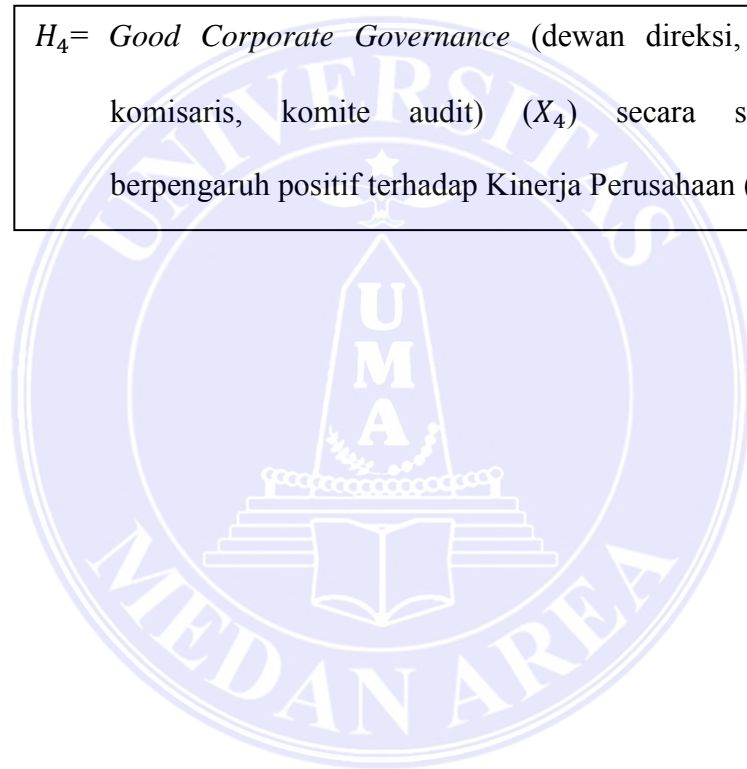 H₄= Good Corporate Governance (dewan direksi,
komisaris, komite audit) (X₄) secara s
berpengaruh positif terhadap Kinerja Perusahaan (
UNIVERSITAS
UMA
MEDAN AREA